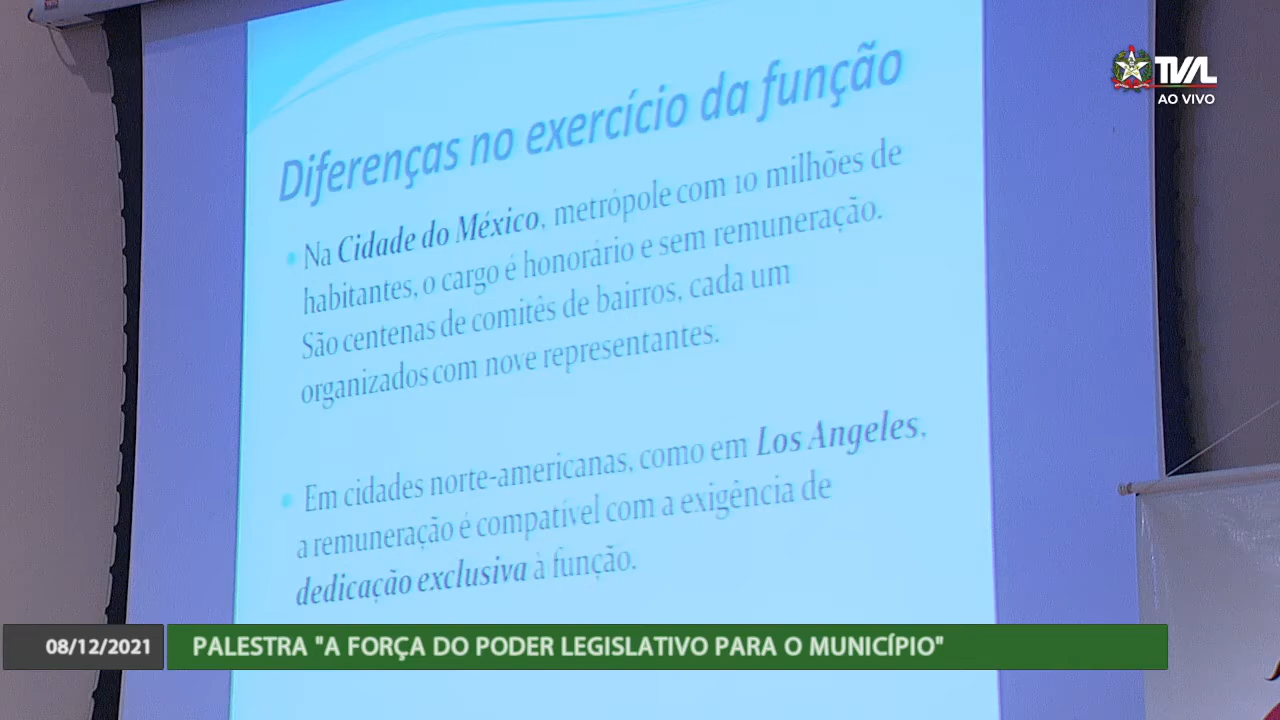 Diferenças no exercício da função
• Na Cidade do México, metrópole com 10 milhões de
habitantes, o cargo é honorário e sem remuneração.
São centenas de comitês de bairros, cada um
organizados com nove representantes.
• Em cidades norte-americanas, como em Los Angeles,
a remuneração é compatível com a exigência de
dedicação exclusiva à função.
TVAL
AO VIVO
08/12/2021
PALESTRA "A FORÇA DO PODER LEGISLATIVO PARA O MUNICÍPIO"